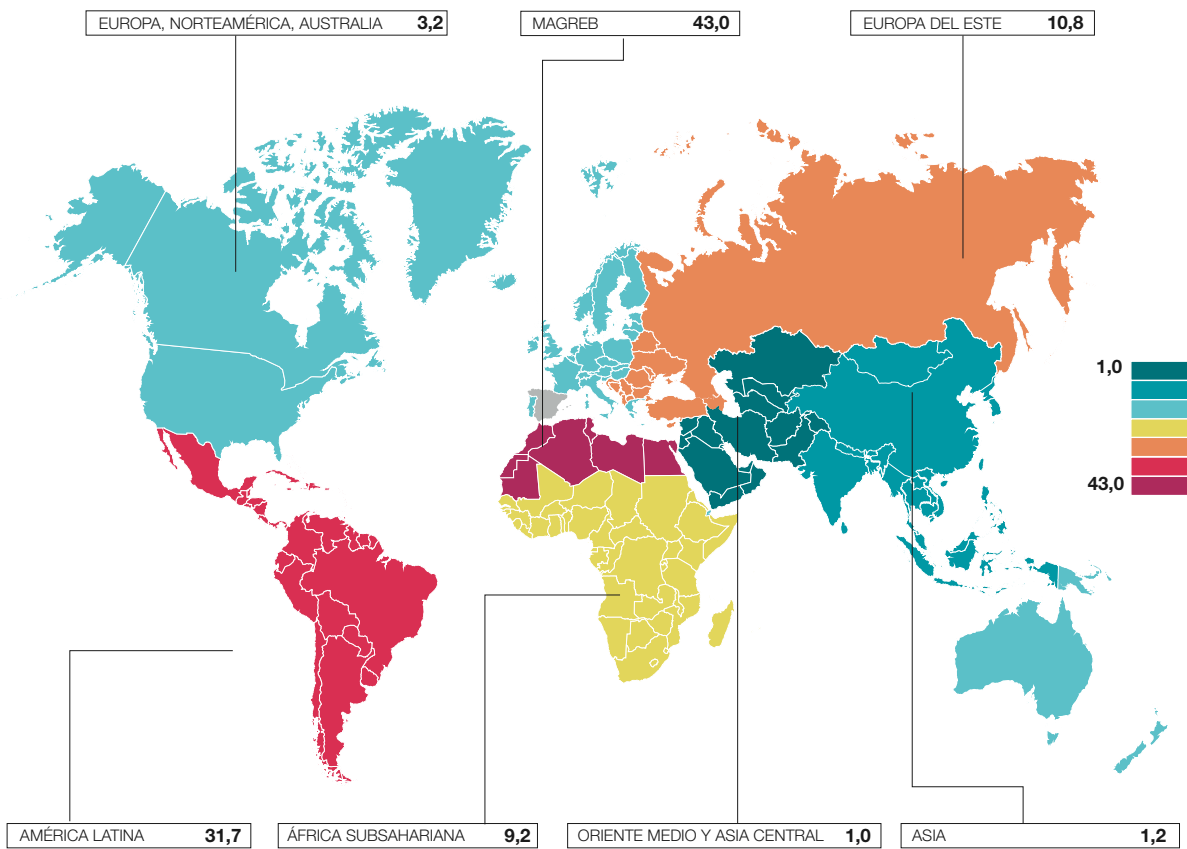 EUROPA, NORTEAMÉRICA, AUSTRALIA 3,2
MAGREB 43,0
EUROPA DEL ESTE 10,8
1,0
43,0
AMÉRICA LATINA 31,7
ÁFRICA SUBSAHARIANA 9,2
ORIENTE MEDIO Y ASIA CENTRAL 1,0
ASIA 1,2